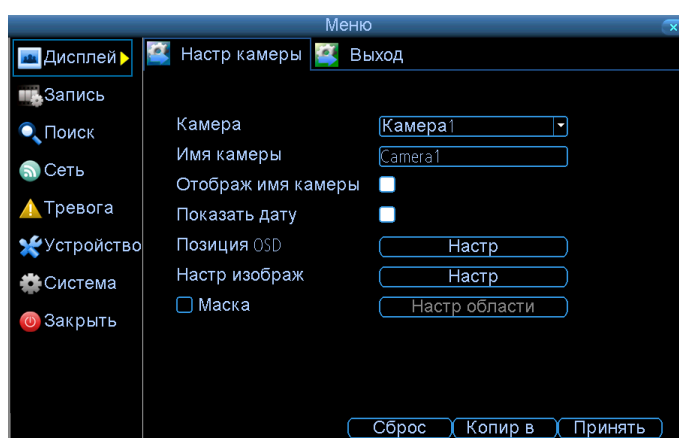 Меню
Дисплей
Запись
Поиск
Сеть
Тревога
Устройство
Система
Закрыть
Настр камеры
Выход
Камера Камера1
Имя камеры Camera1
Отображ имя камеры
Показать дату
Позиция OSD Настр
Настр изображ Настр
Маска Настр области
Сброс Копир в Принять